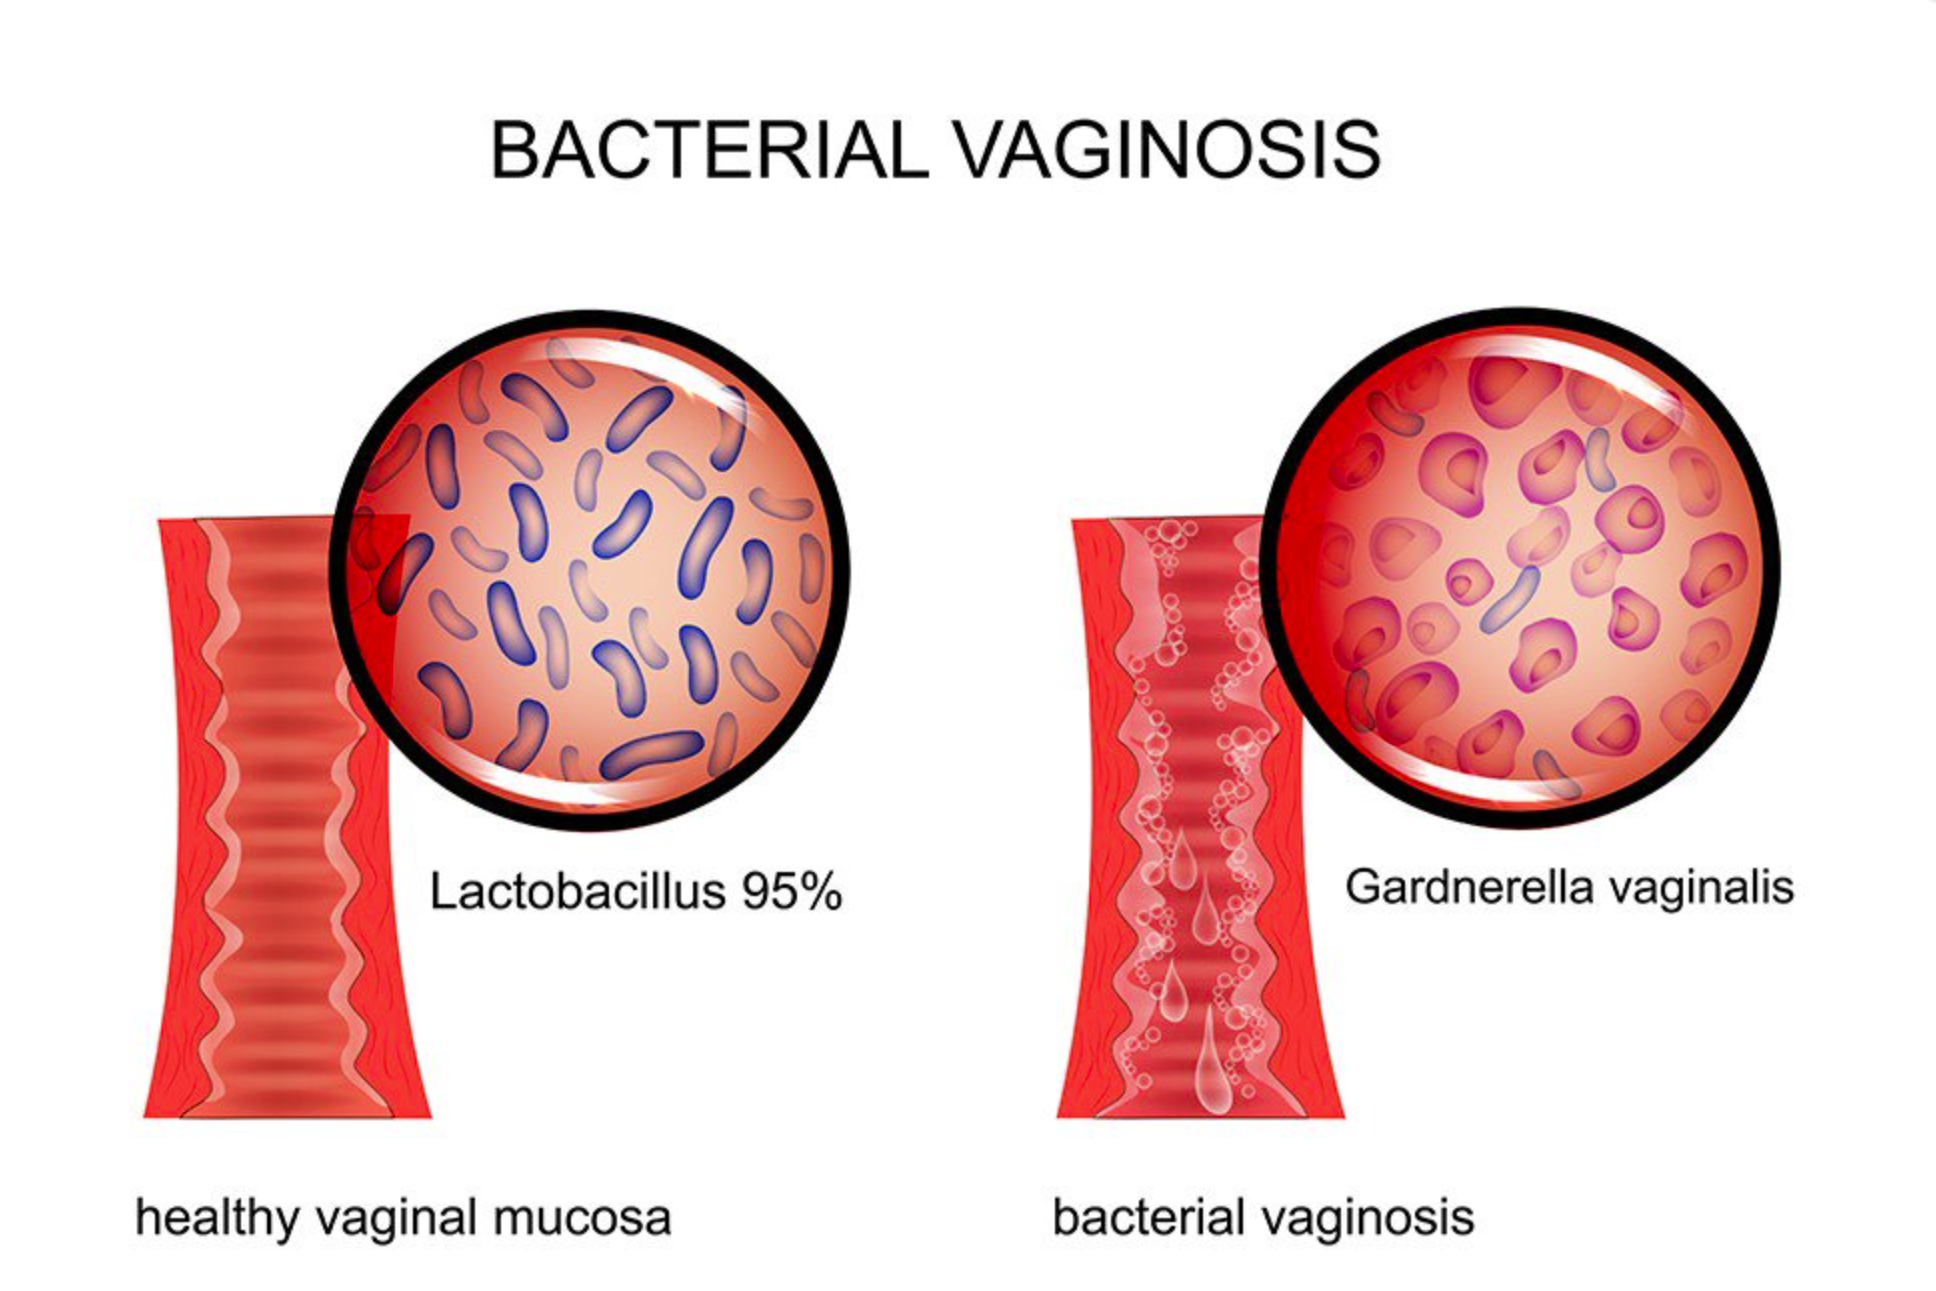 BACTERIAL VAGINOSIS
Lactobacillus 95%
Gardnerella vaginalis
healthy vaginal mucosa
bacterial vaginosis